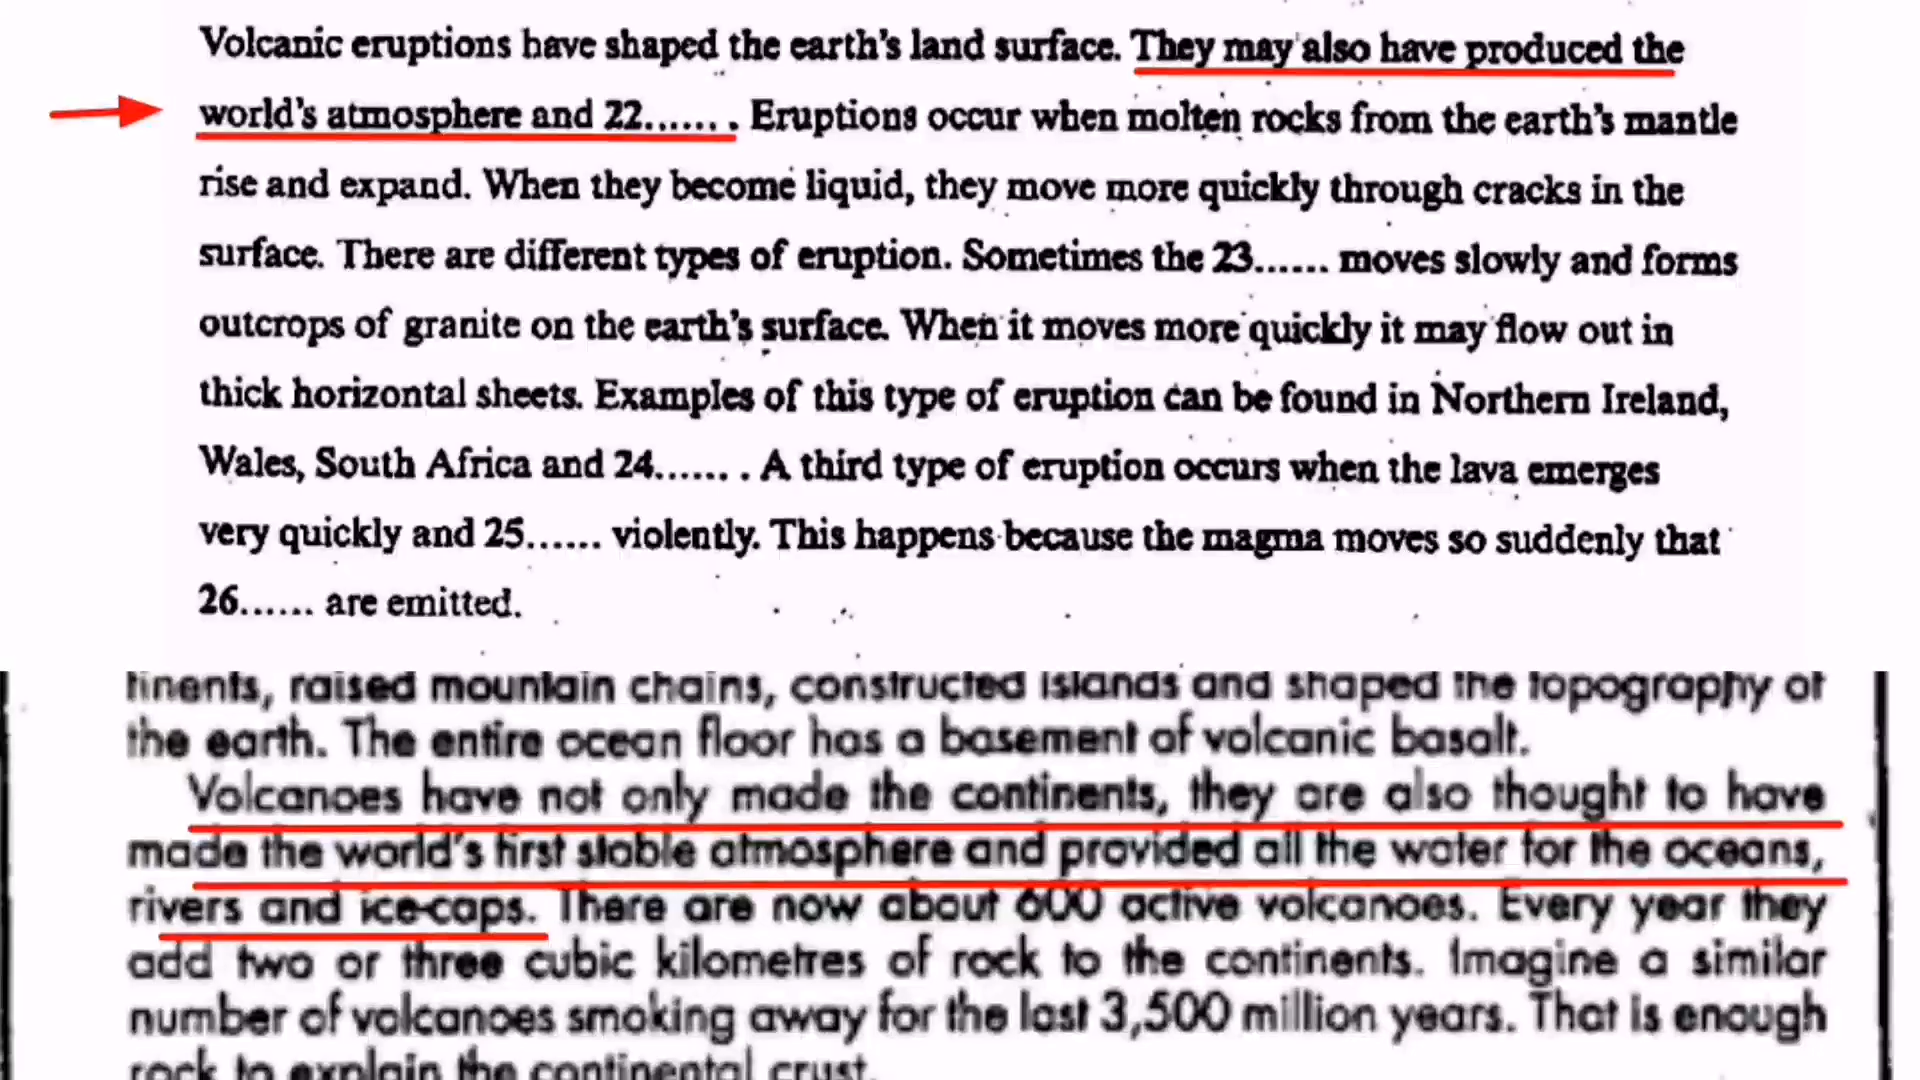 Volcanic eruptions have shaped the earth's land surface. They may also have produced the
world's atmosphere and 22...... . Eruptions occur when molten rocks from the earth's mantle
rise and expand. When they become liquid, they move more quickly through cracks in the
surface. There are different types of eruption. Sometimes the 23...... moves slowly and forms
outcrops of granite on the earth's surface. When it moves more quickly it may flow out in
thick horizontal sheets. Examples of this type of eruption can be found in Northern Ireland,
Wales, South Africa and 24...... . A third type of eruption occurs when the lava emerges
very quickly and 25...... violently. This happens because the magma moves so suddenly that
26...... are emitted.
tinents, raised mountain chains, constructed islands and shaped the topography of
the earth. The entire ocean floor has a basement of volcanic basalt.
Volcanoes have not only made the continents, they are also thought to have
made the world's first stable atmosphere and provided all the water for the oceans,
rivers and ice-caps. There are now about 600 active volcanoes. Every year they
add two or three cubic kilometres of rock to the continents. Imagine a similar
number of volcanoes smoking away for the last 3,500 million years. That is enough
rock to explain the continental crust.